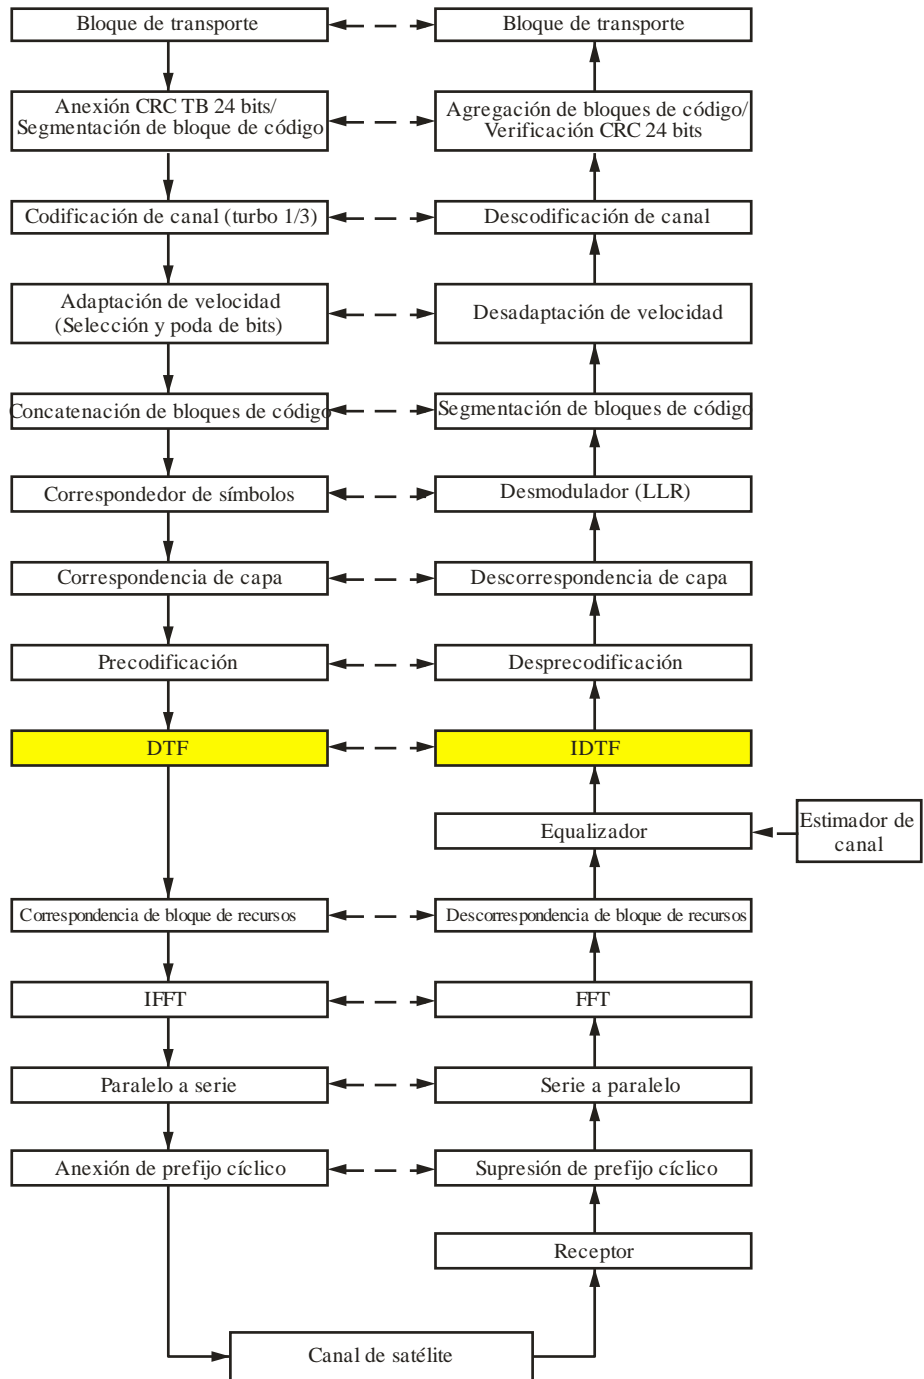 Bloque de transporte
Bloque de transporte
Anexión CRC TB 24 bits/
Segmentación de bloque de código
Agregación de bloques de código/
Verificación CRC 24 bits
Codificación de canal (turbo 1/3)
Descodificación de canal
Adaptación de velocidad
(Selección y poda de bits)
Desadaptación de velocidad
Concatenación de bloques de código
Segmentación de bloques de código
Correspondedor de símbolos
Desmodulador (LLR)
Correspondencia de capa
Descorrespondencia de capa
Precodificación
Desprecodificación
DTF
IDTF
Equalizador
Estimador de
canal
Correspondencia de bloque de recursos
Descorrespondencia de bloque de recursos
IFFT
FFT
Paralelo a serie
Serie a paralelo
Anexión de prefijo cíclico
Supresión de prefijo cíclico
Receptor
Canal de satélite